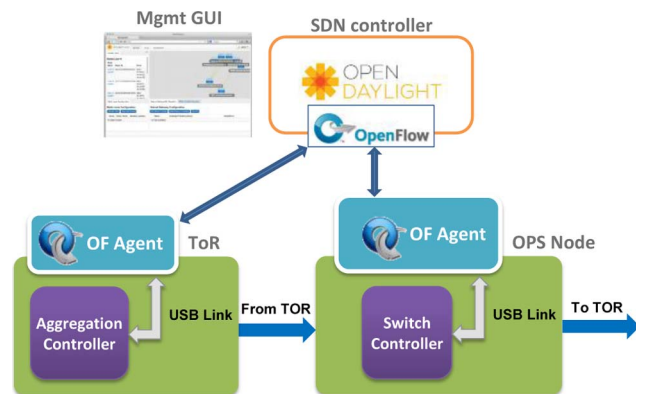 Mgmt GUI
SDN controller
OPEN
DAYLIGHT
OpenFlow
OF Agent
ToR
OF Agent
OPS Node
Aggregation
Controller
USB Link
From TOR
Switch
Controller
USB Link
To TOR